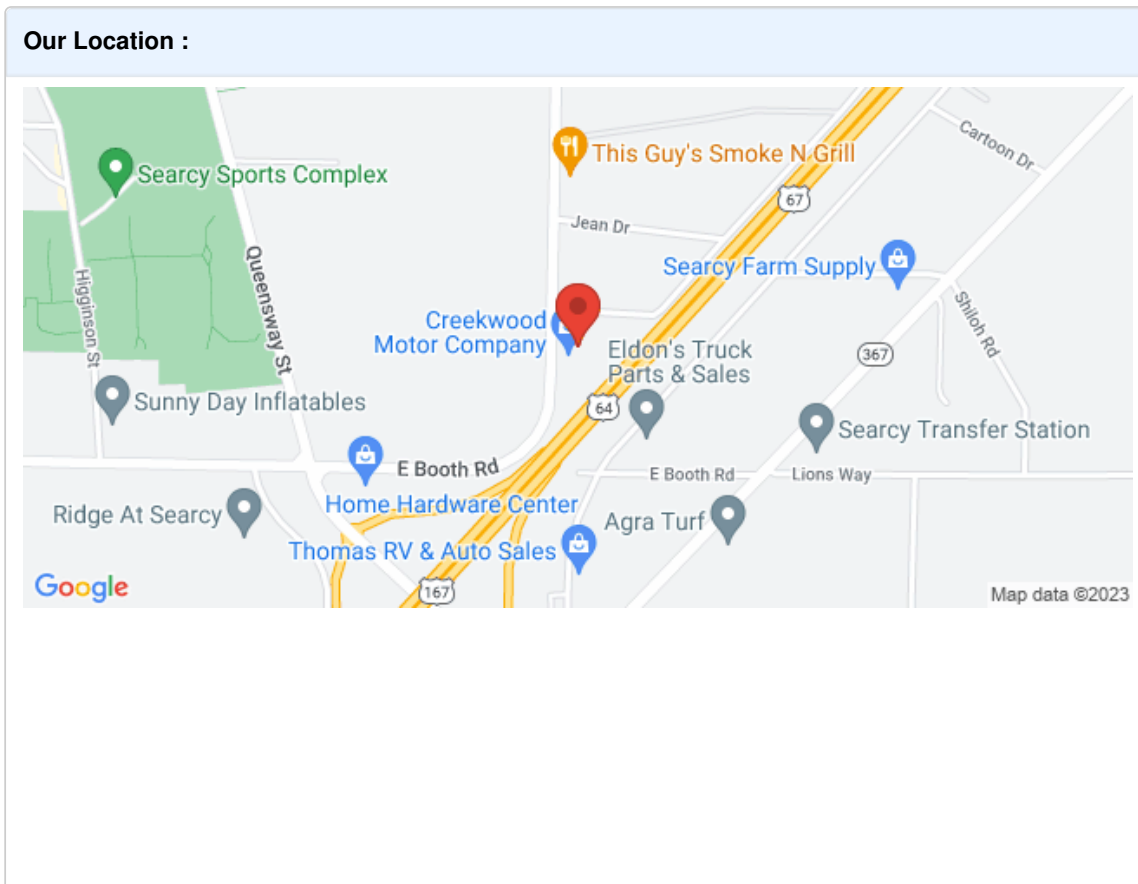 Our Location :
This Guy's Smoke N Grill
Cartoon Dr
Searcy Sports Complex
67
Jean Dr
Queensway St
Searcy Farm Supply
Higginson St
Shiloh Rd
Creekwood
Motor Company
Eldon's Truck
Parts & Sales
367
Sunny Day Inflatables
64
Searcy Transfer Station
E Booth Rd
E Booth Rd
Lions Way
Home Hardware Center
Ridge At Searcy
Agra Turf
Thomas RV & Auto Sales
167
Google
Map data ©2023